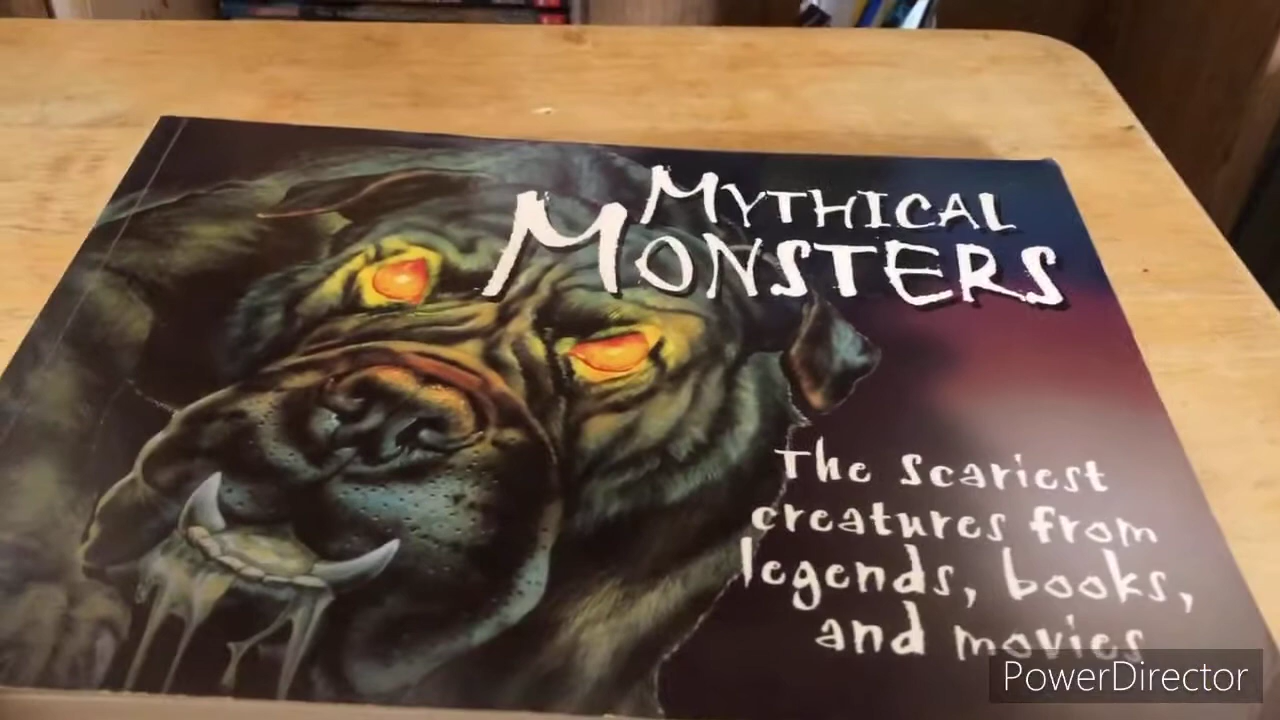 MYTHICAL
MONSTERS
The scariest
creatures from
legends, books,
and movies
PowerDirector